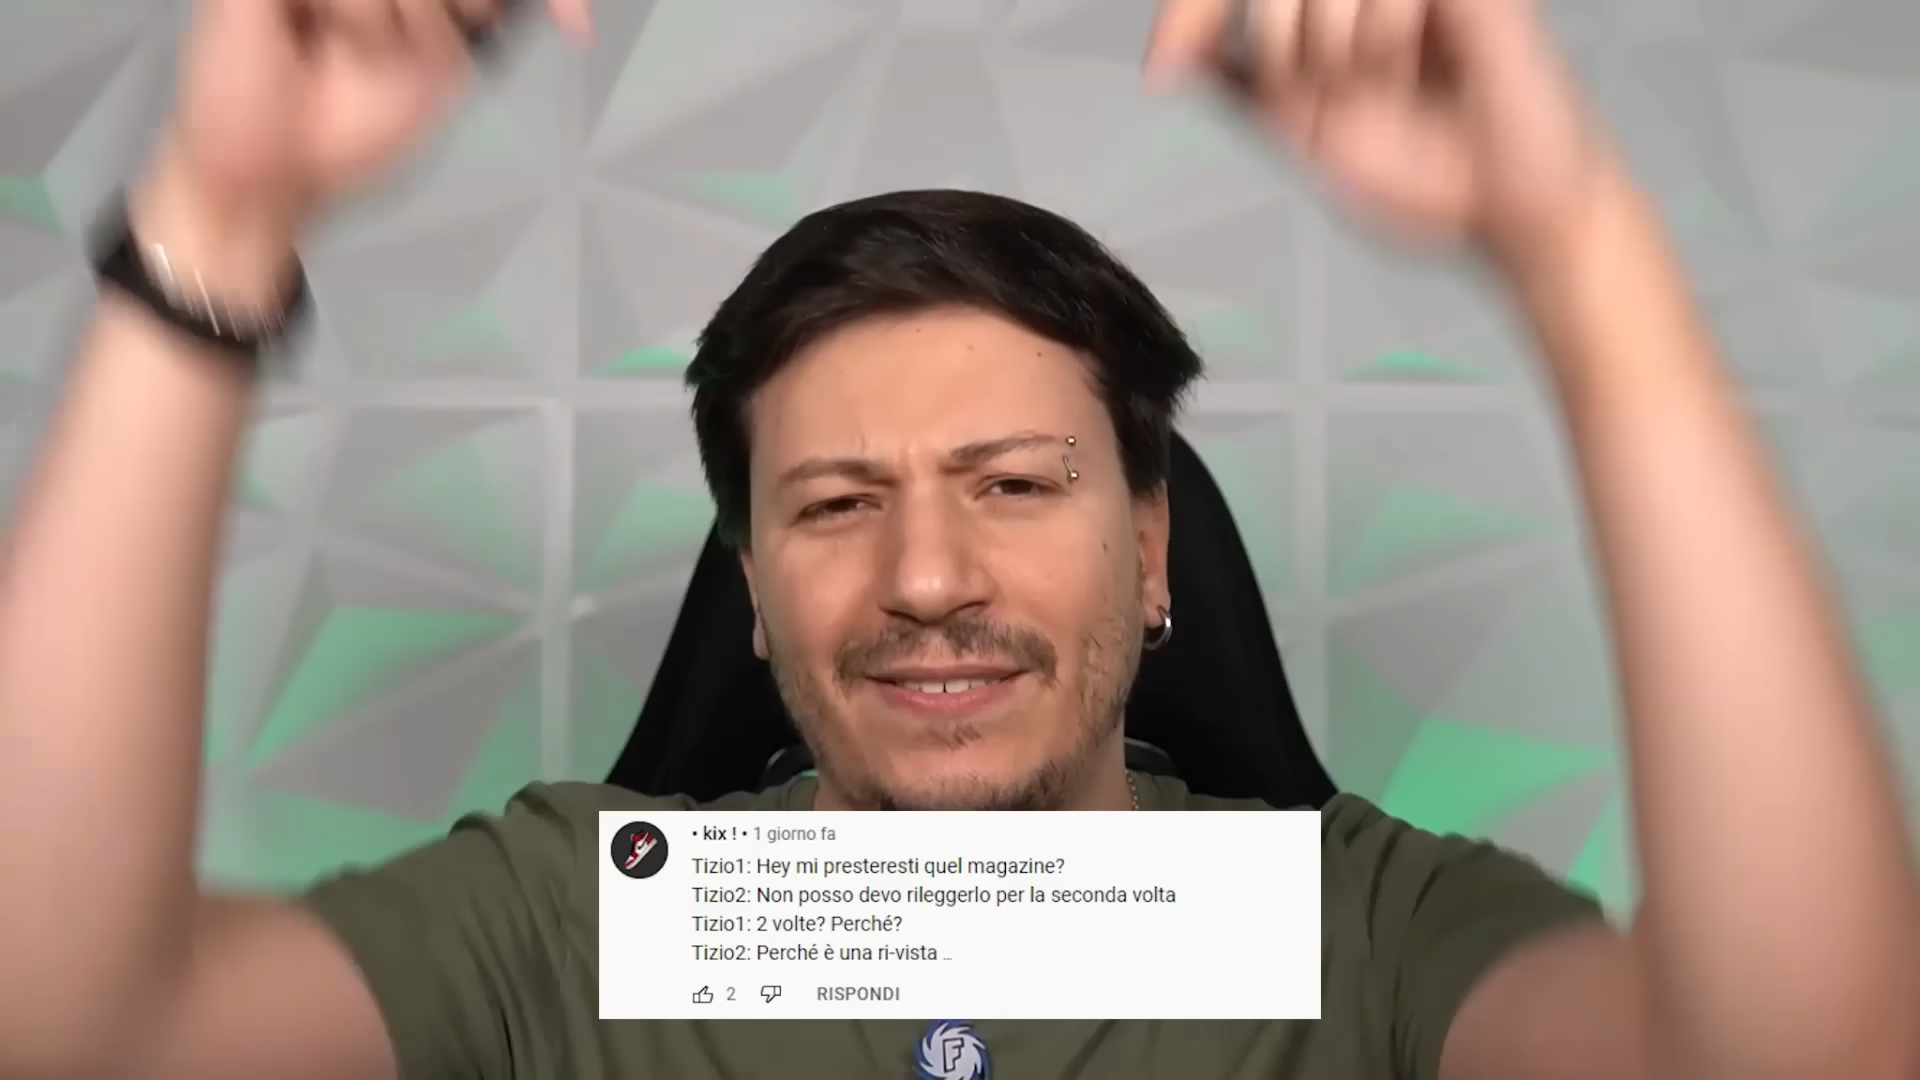 • kix ! • 1 giorno fa
Tizio1: Hey mi presteresti quel magazine?
Tizio2: Non posso devo rileggerlo per la seconda volta
Tizio1: 2 volte? Perché?
Tizio2: Perché è una ri-vista ...
2 RISPONDI
F